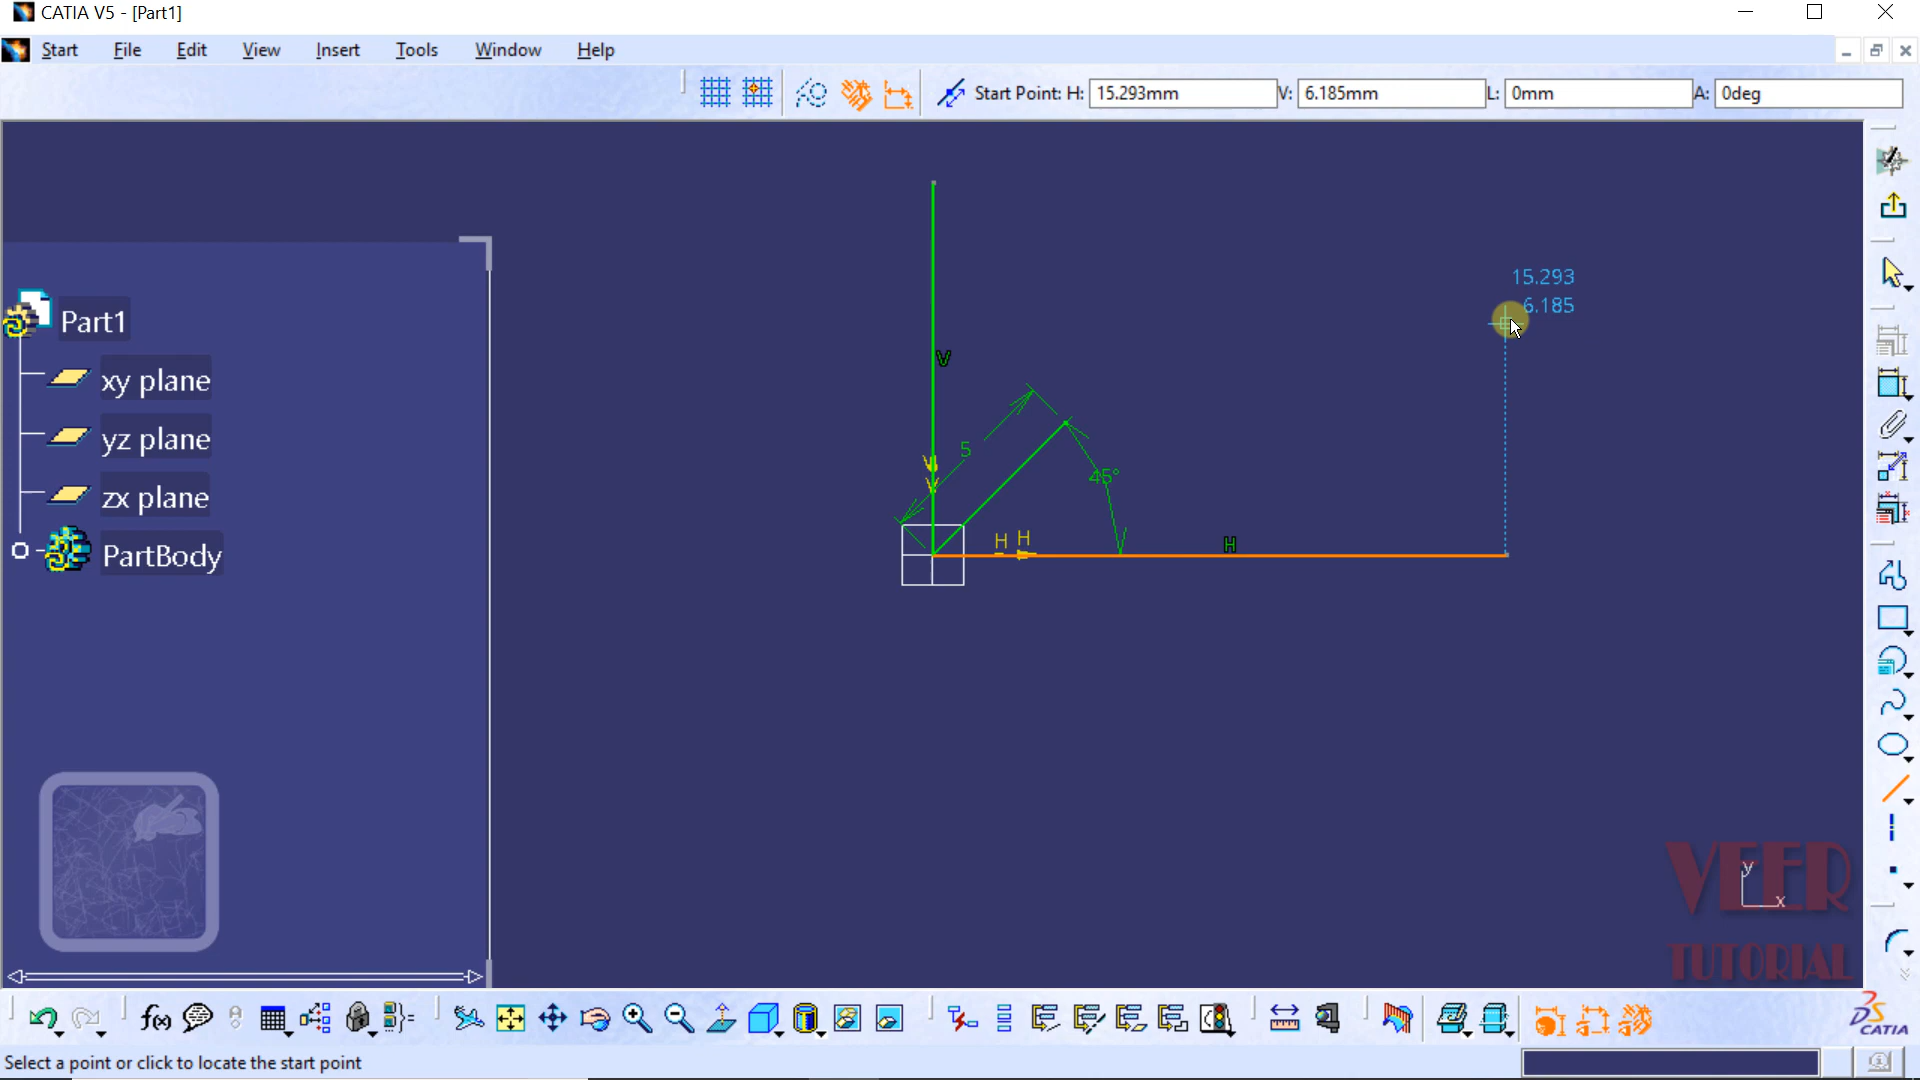 CATIA V5 - [Part1]
Start File Edit View Insert Tools Window Help
Start Point: H: 15.293mm V: 6.185mm L: 0mm A: 0deg
15.293
6.185
Part1
xy plane
yz plane
zx plane
PartBody
V
5
45°
V
V
H H
H
VEER
TUTORIAL
y
x
f(x)
DS
CATIA
Select a point or click to locate the start point